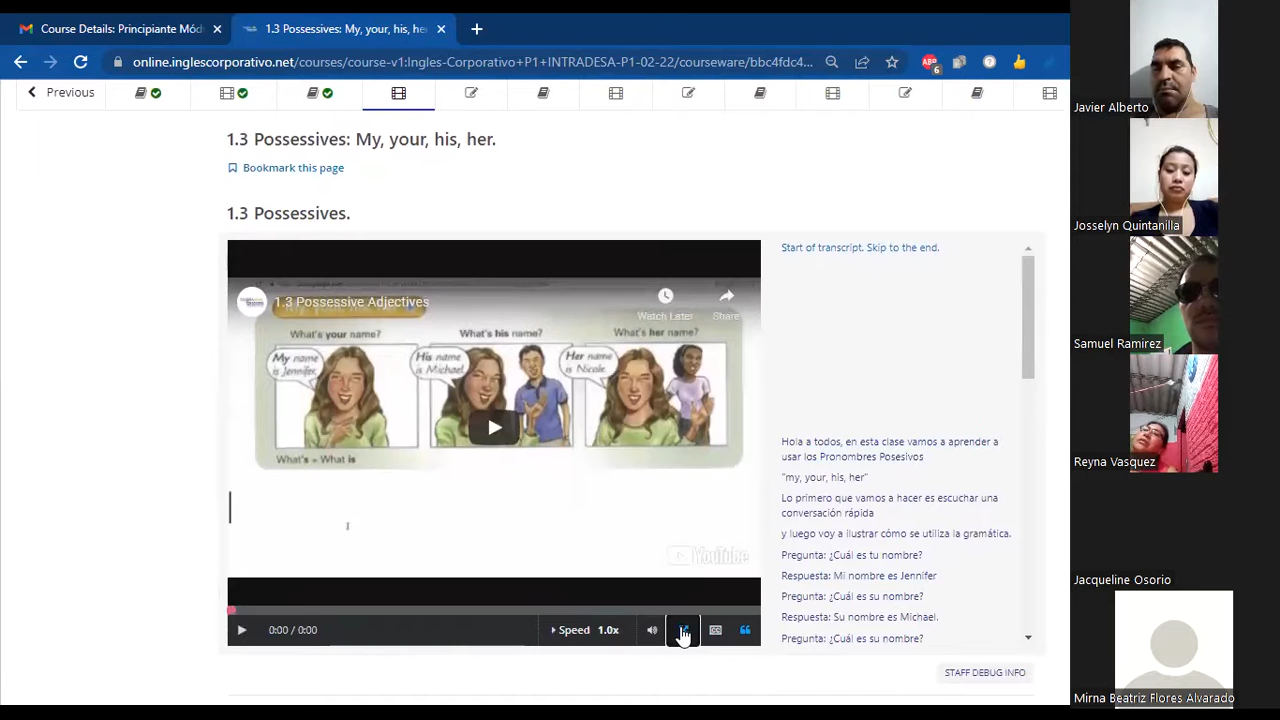 Course Details: Principiante Mód
1.3 Possessives: My, your, his, he
online.inglescorporativo.net/courses/course-v1:Ingles-Corporativo+P1+INTRADESA-P1-02-22/courseware/bbc4fdc4...
ABP
6
Previous
1.3 Possessives: My, your, his, her.
Bookmark this page
1.3 Possessives.
1.3 Possessive Adjectives
Watch Later
Share
What's your name?
What's his name?
What's her name?
My name is Jennifer.
His name is Michael.
Her name is Nicole.
What's = What is
YouTube
0:00 / 0:00
Speed 1.0x
Start of transcript. Skip to the end.
Hola a todos, en esta clase vamos a aprender a
usar los Pronombres Posesivos
"my, your, his, her"
Lo primero que vamos a hacer es escuchar una
conversación rápida
y luego voy a ilustrar cómo se utiliza la gramática.
Pregunta: ¿Cuál es tu nombre?
Respuesta: Mi nombre es Jennifer
Pregunta: ¿Cuál es su nombre?
Respuesta: Su nombre es Michael.
Pregunta: ¿Cuál es su nombre?
STAFF DEBUG INFO
Javier Alberto
Josselyn Quintanilla
Samuel Ramirez
Reyna Vasquez
Jacqueline Osorio
Mirna Beatriz Flores Alvarado